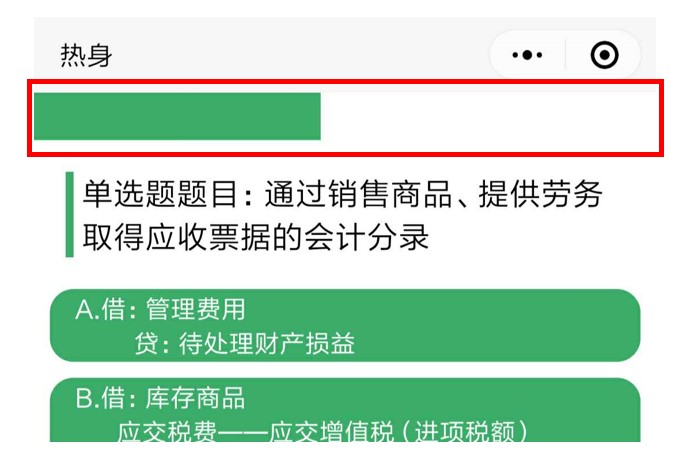 热身
单选题题目：通过销售商品、提供劳务
取得应收票据的会计分录
A.借：管理费用
贷：待处理财产损益
B.借：库存商品
应交税费——应交增值税（进项税额）